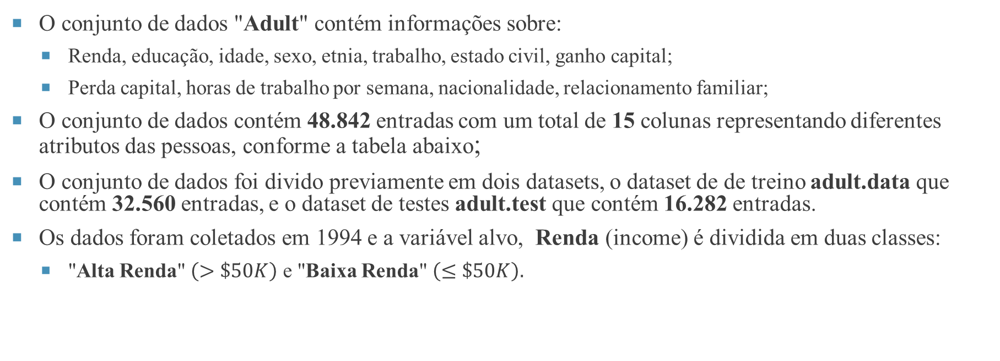 ▪ O conjunto de dados "Adult" contém informações sobre:
▪ Renda, educação, idade, sexo, etnia, trabalho, estado civil, ganho capital;
▪ Perda capital, horas de trabalho por semana, nacionalidade, relacionamento familiar;
▪ O conjunto de dados contém 48.842 entradas com um total de 15 colunas representando diferentes
atributos das pessoas, conforme a tabela abaixo;
▪ O conjunto de dados foi divido previamente em dois datasets, o dataset de de treino adult.data que
contém 32.560 entradas, e o dataset de testes adult.test que contém 16.282 entradas.
▪ Os dados foram coletados em 1994 e a variável alvo, Renda (income) é dividida em duas classes:
▪ "Alta Renda" (> $50K) e "Baixa Renda" (≤ $50K).